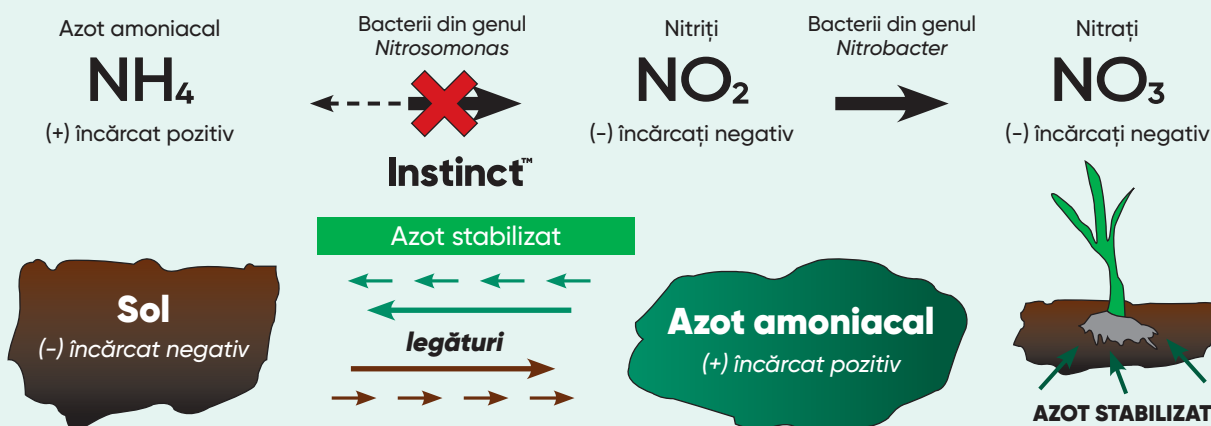 Azot amoniacal
NH₄
(+) încărcat pozitiv
Bacterii din genul
Nitrosomonas
Instinct™
Nitriți
NO₂
(-) încărcați negativ
Bacterii din genul
Nitrobacter
Nitrați
NO₃
(-) încărcați negativ
Azot stabilizat
Sol
(-) încărcat negativ
legături
Azot amoniacal
(+) încărcat pozitiv
AZOT STABILIZAT